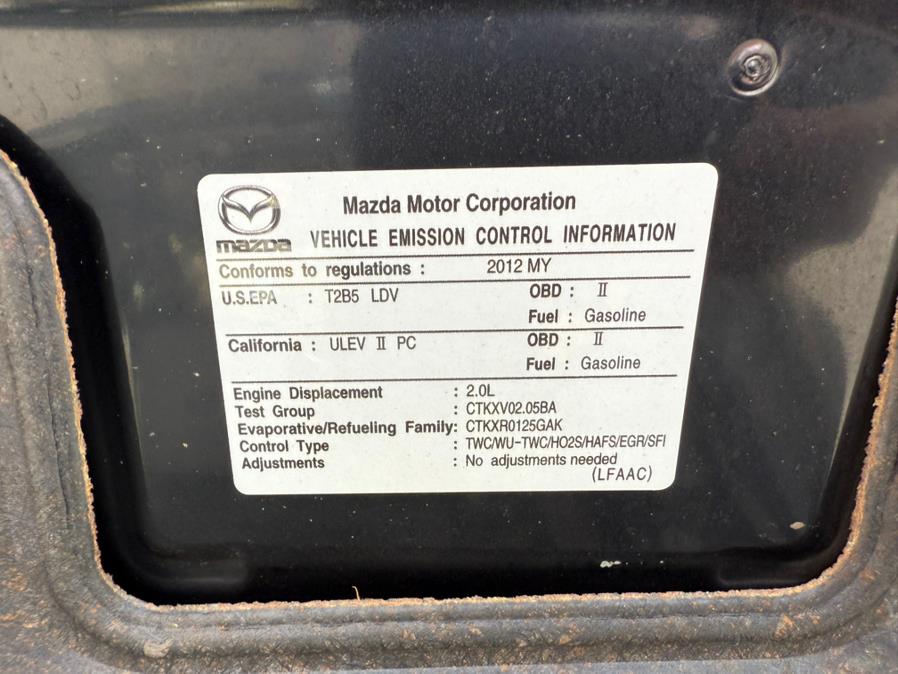 Mazda Motor Corporation
mazda VEHICLE EMISSION CONTROL INFORMATION
Conforms to regulations : 2012 MY
U.S.EPA : T2B5 LDV OBD : II
Fuel : Gasoline
California : ULEV II PC OBD : II
Fuel : Gasoline
Engine Displacement : 2.0L
Test Group : CTKXV02.05BA
Evaporative/Refueling Family: CTKXR0125GAK
Control Type : TWC/WU-TWC/HO2S/HAFS/EGR/SFI
Adjustments : No adjustments needed
(LFAAC)